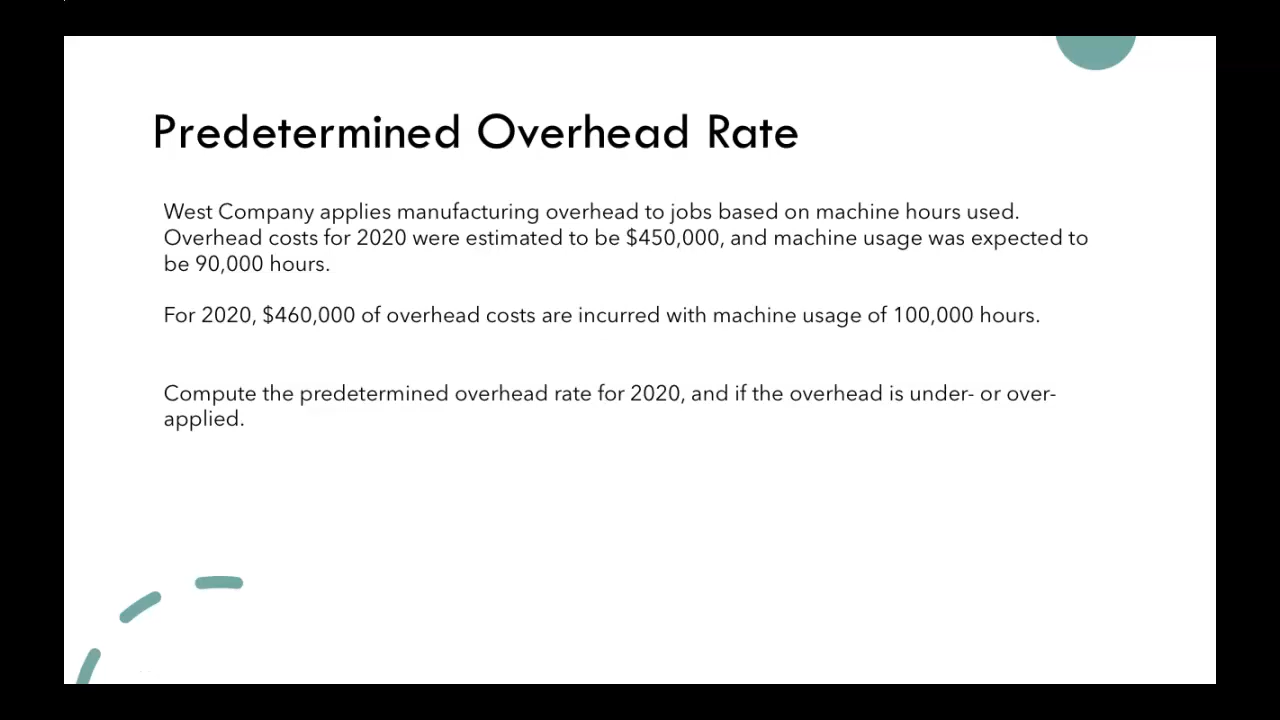 Predetermined Overhead Rate
West Company applies manufacturing overhead to jobs based on machine hours used.
Overhead costs for 2020 were estimated to be $450,000, and machine usage was expected to
be 90,000 hours.
For 2020, $460,000 of overhead costs are incurred with machine usage of 100,000 hours.
Compute the predetermined overhead rate for 2020, and if the overhead is under- or over-
applied.